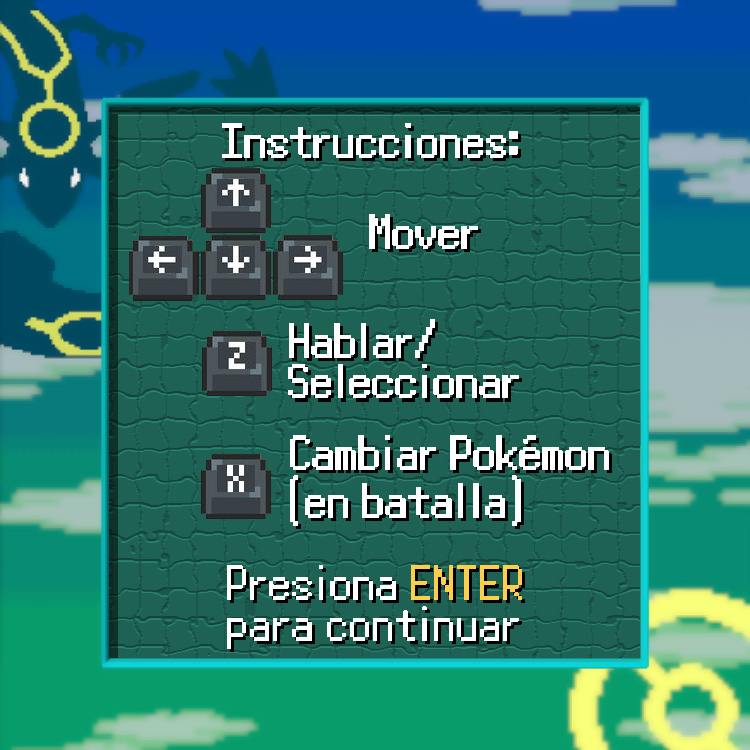 Instrucciones:
↑
← ↓ →
Mover
Z
Hablar/
Seleccionar
X
Cambiar Pokémon
(en batalla)
Presiona ENTER
para continuar